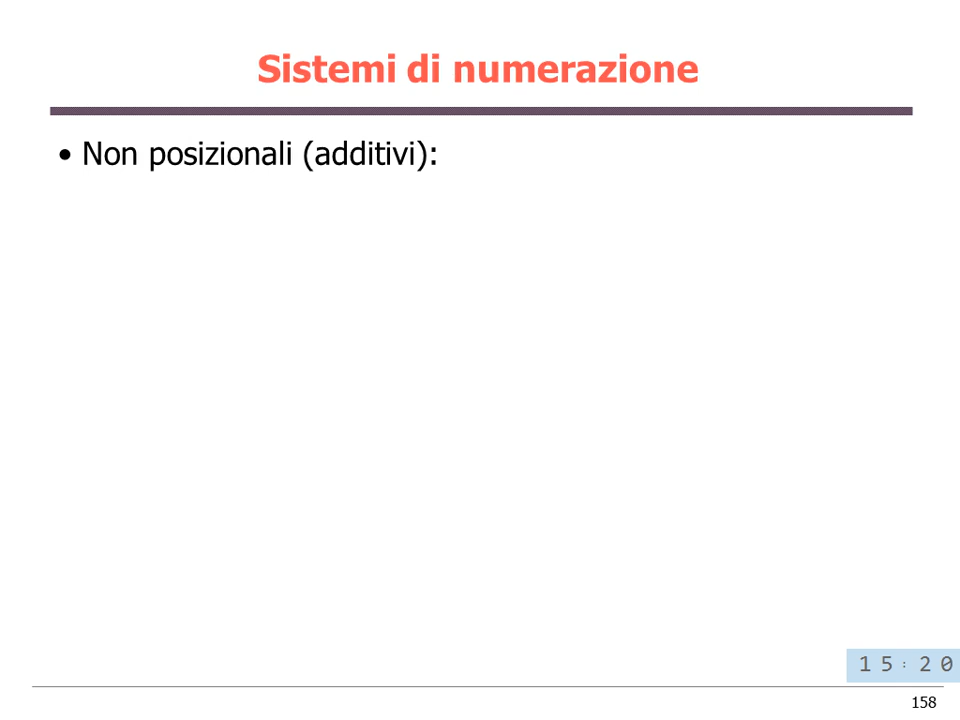 Sistemi di numerazione
• Non posizionali (additivi):
15:20
158